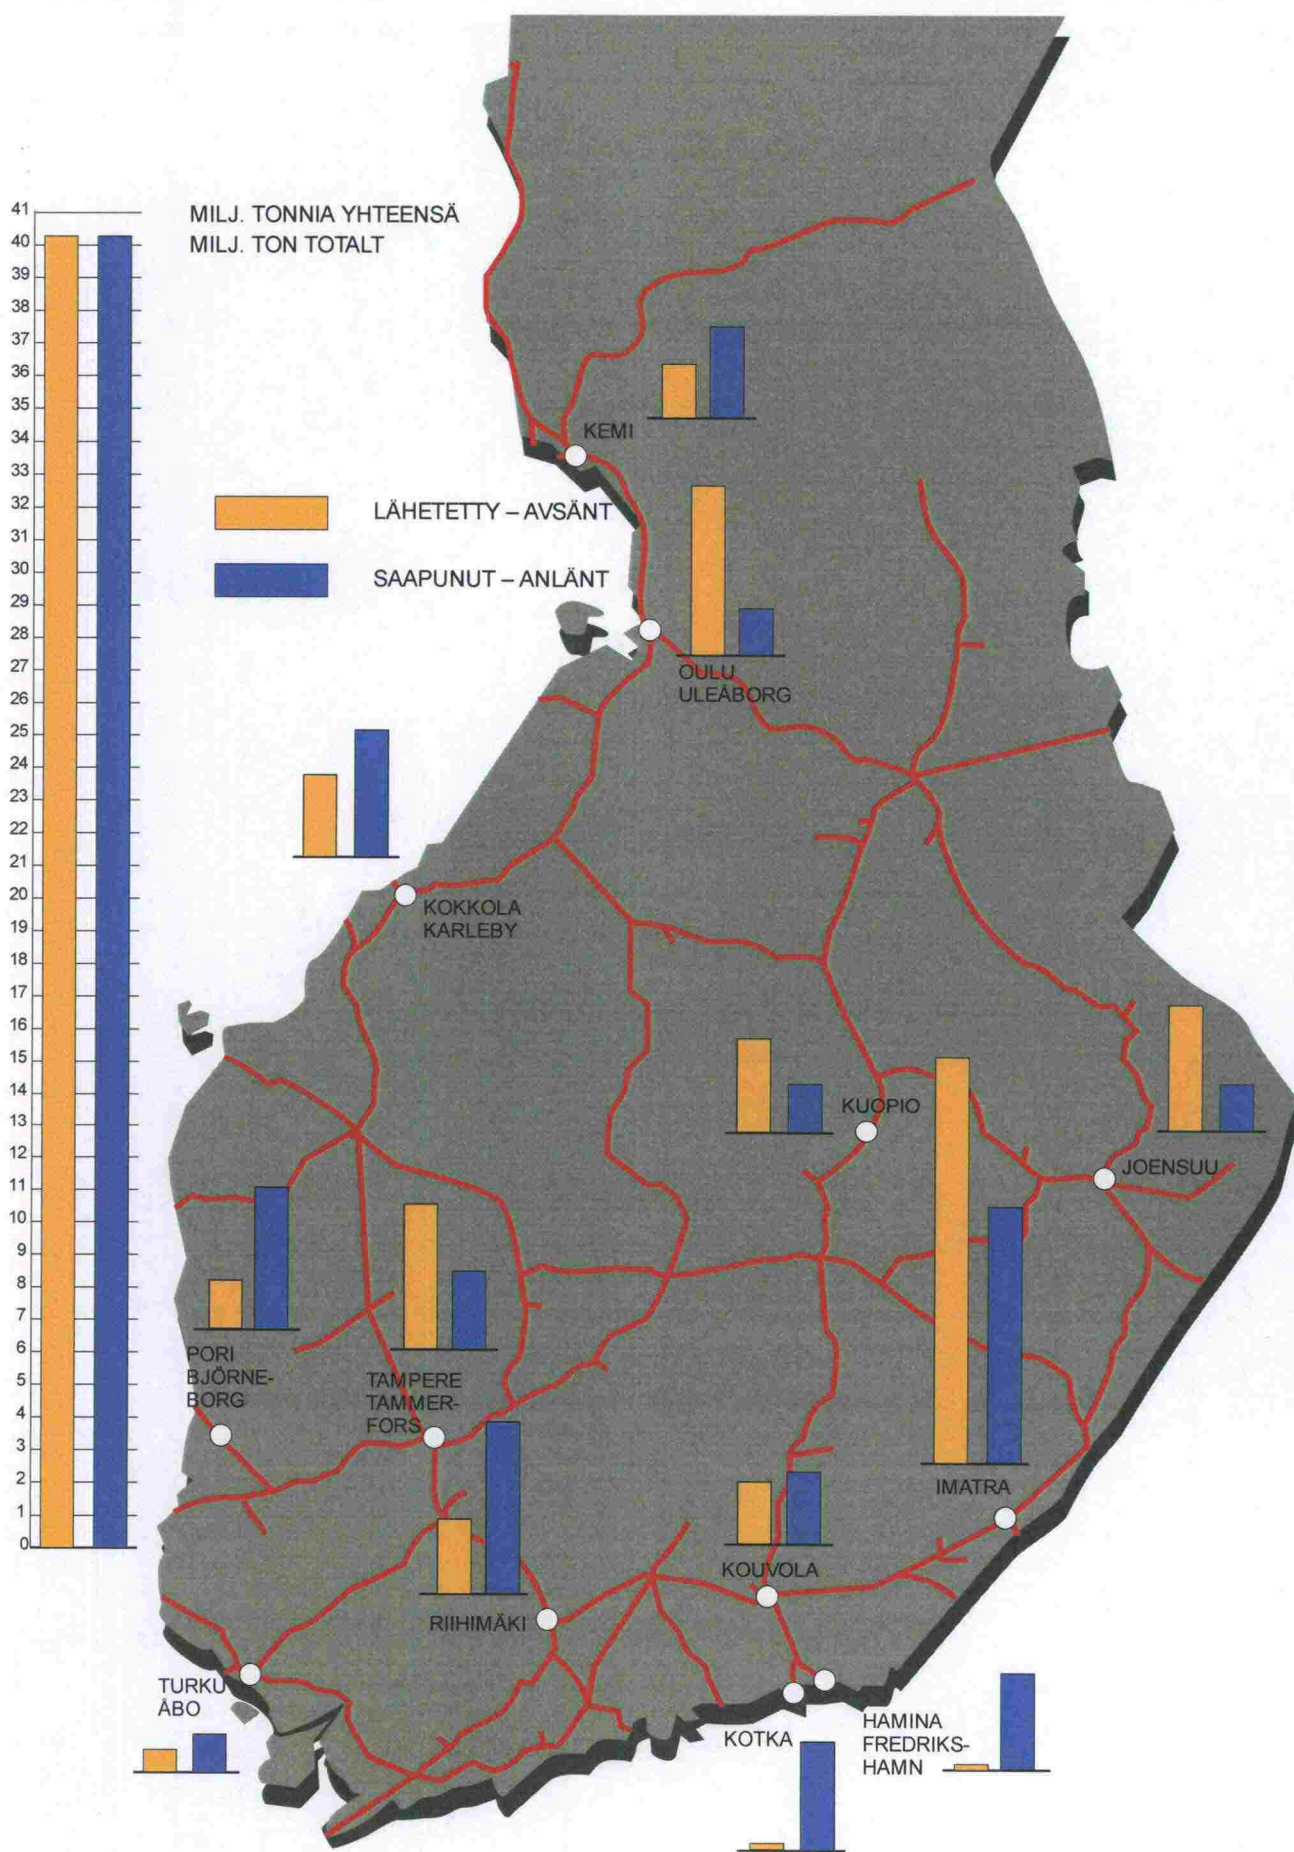 MILJ. TONNIA YHTEENSÄ
MILJ. TON TOTALT
41
40
39
38
37
36
35
34
33
32
31
30
29
28
27
26
25
24
23
22
21
20
19
18
17
16
15
14
13
12
11
10
9
8
7
6
5
4
3
2
1
0
LÄHETETTY – AVSÄNT
SAAPUNUT – ANLÄNT
KEMI
OULU
ULEÅBORG
KOKKOLA
KARLEBY
KUOPIO
JOENSUU
PORI
BJÖRNE-
BORG
TAMPERE
TAMMER-
FORS
IMATRA
KOUVOLA
RIIHIMÄKI
TURKU
ÅBO
KOTKA
HAMINA
FREDRIKS-
HAMN